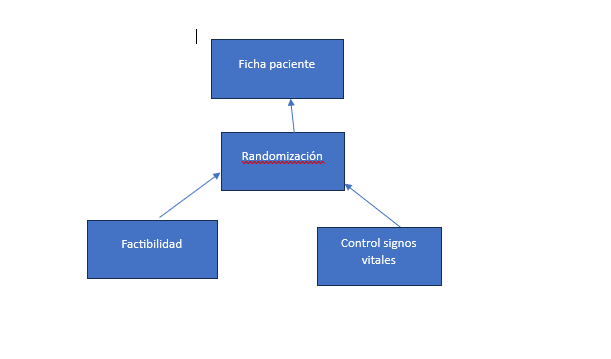 Ficha paciente
Randomización
Factibilidad
Control signos
vitales